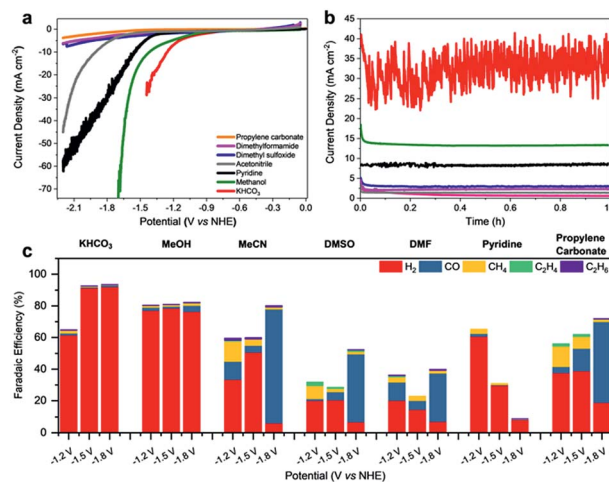 a
b
0
-10
-20
-30
-40
-50
-60
-70
Current Density (mA cm⁻²)
Propylene carbonate
Dimethylformamide
Dimethyl sulfoxide
Acetonitrile
Pyridine
Methanol
KHCO₃
-2.1 -1.8 -1.5 -1.2 -0.9 -0.6 -0.3 0.0
Potential (V vs NHE)
45
40
35
30
25
20
15
10
5
0
Current Density (mA cm⁻²)
0.0 0.2 0.4 0.6 0.8 1.
Time (h)
c
KHCO₃ MeOH MeCN DMSO DMF Pyridine Propylene
Carbonate
H₂ CO CH₄ C₂H₄ C₂H₆
100
80
60
40
20
0
Faradaic Efficiency (%)
-1.2 V -1.5 V -1.8 V -1.2 V -1.5 V -1.8 V -1.2 V -1.5 V -1.8 V -1.2 V -1.5 V -1.8 V -1.2 V -1.5 V -1.8 V -1.2 V -1.5 V -1.8 V -1.2 V -1.5 V -1.8 V
Potential (V vs NHE)